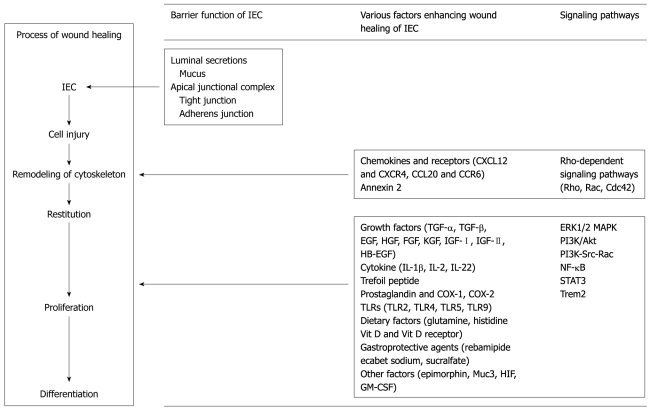 Barrier function of IEC
Various factors enhancing wound
healing of IEC
Signaling pathways
Process of wound healing
IEC
Cell injury
Remodeling of cytoskeleton
Restitution
Proliferation
Differentiation
Luminal secretions
Mucus
Apical junctional complex
Tight junction
Adherens junction
Chemokines and receptors (CXCL12
and CXCR4, CCL20 and CCR6)
Annexin 2
Rho-dependent
signaling pathways
(Rho, Rac, Cdc42)
Growth factors (TGF-α, TGF-β,
EGF, HGF, FGF, KGF, IGF-Ⅰ, IGF-Ⅱ,
HB-EGF)
Cytokine (IL-1β, IL-2, IL-22)
Trefoil peptide
Prostaglandin and COX-1, COX-2
TLRs (TLR2, TLR4, TLR5, TLR9)
Dietary factors (glutamine, histidine
Vit D and Vit D receptor)
Gastroprotective agents (rebamipide
ecabet sodium, sucralfate)
Other factors (epimorphin, Muc3, HIF,
GM-CSF)
ERK1/2 MAPK
PI3K/Akt
PI3K-Src-Rac
NF-κB
STAT3
Trem2